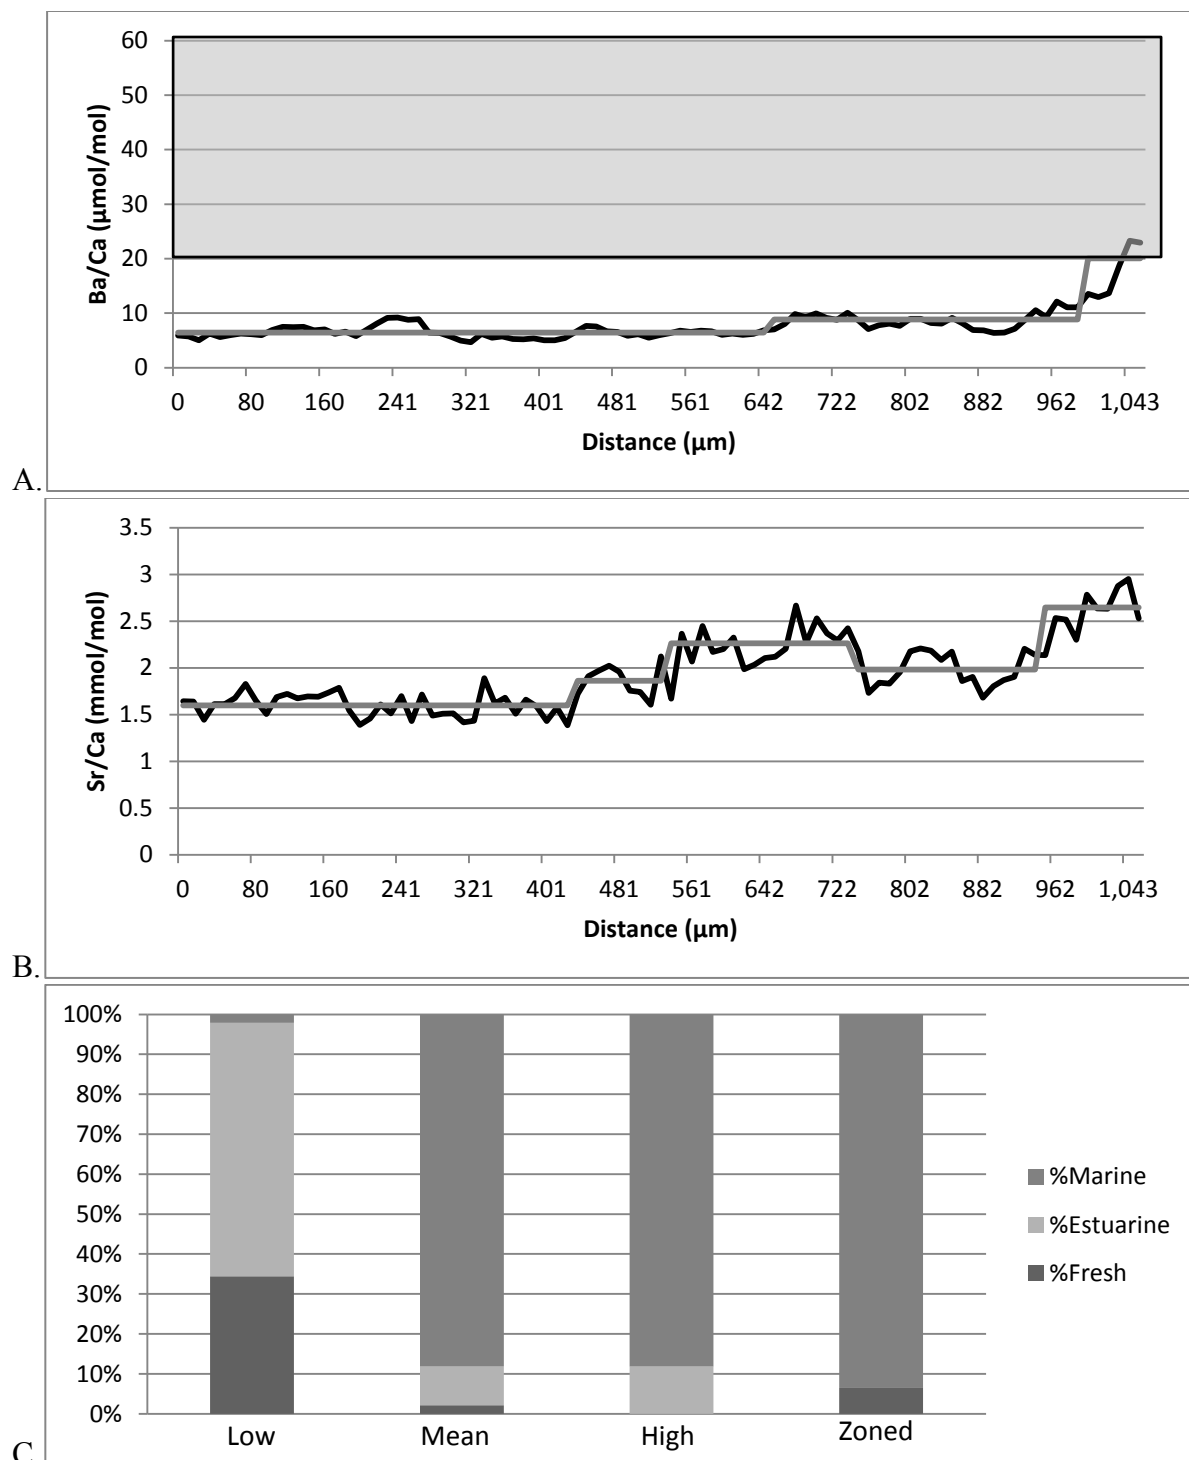 60
50
40
30
20
10
0
Ba/Ca (µmol/mol)
0 80 160 241 321 401 481 561 642 722 802 882 962 1,043
Distance (µm)
A.
3.5
3
2.5
2
1.5
1
0.5
0
Sr/Ca (mmol/mol)
0 80 160 241 321 401 481 561 642 722 802 882 962 1,043
Distance (µm)
B.
100%
90%
80%
70%
60%
50%
40%
30%
20%
10%
0%
Low Mean High Zoned
%Marine
%Estuarine
%Fresh
C